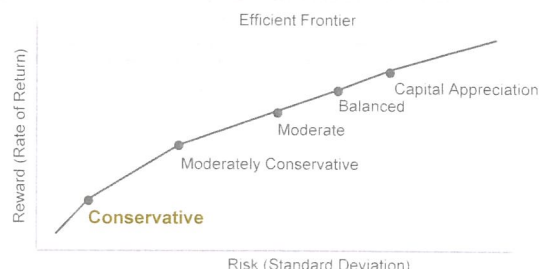 Efficient Frontier
Reward (Rate of Return)
Capital Appreciation
Balanced
Moderate
Moderately Conservative
Conservative
Risk (Standard Deviation)